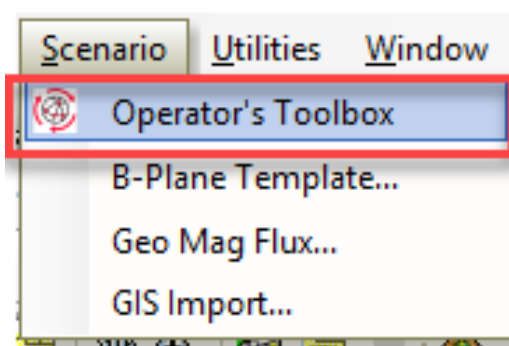 Scenario Utilities Window
Operator's Toolbox
B-Plane Template...
Geo Mag Flux...
GIS Import...